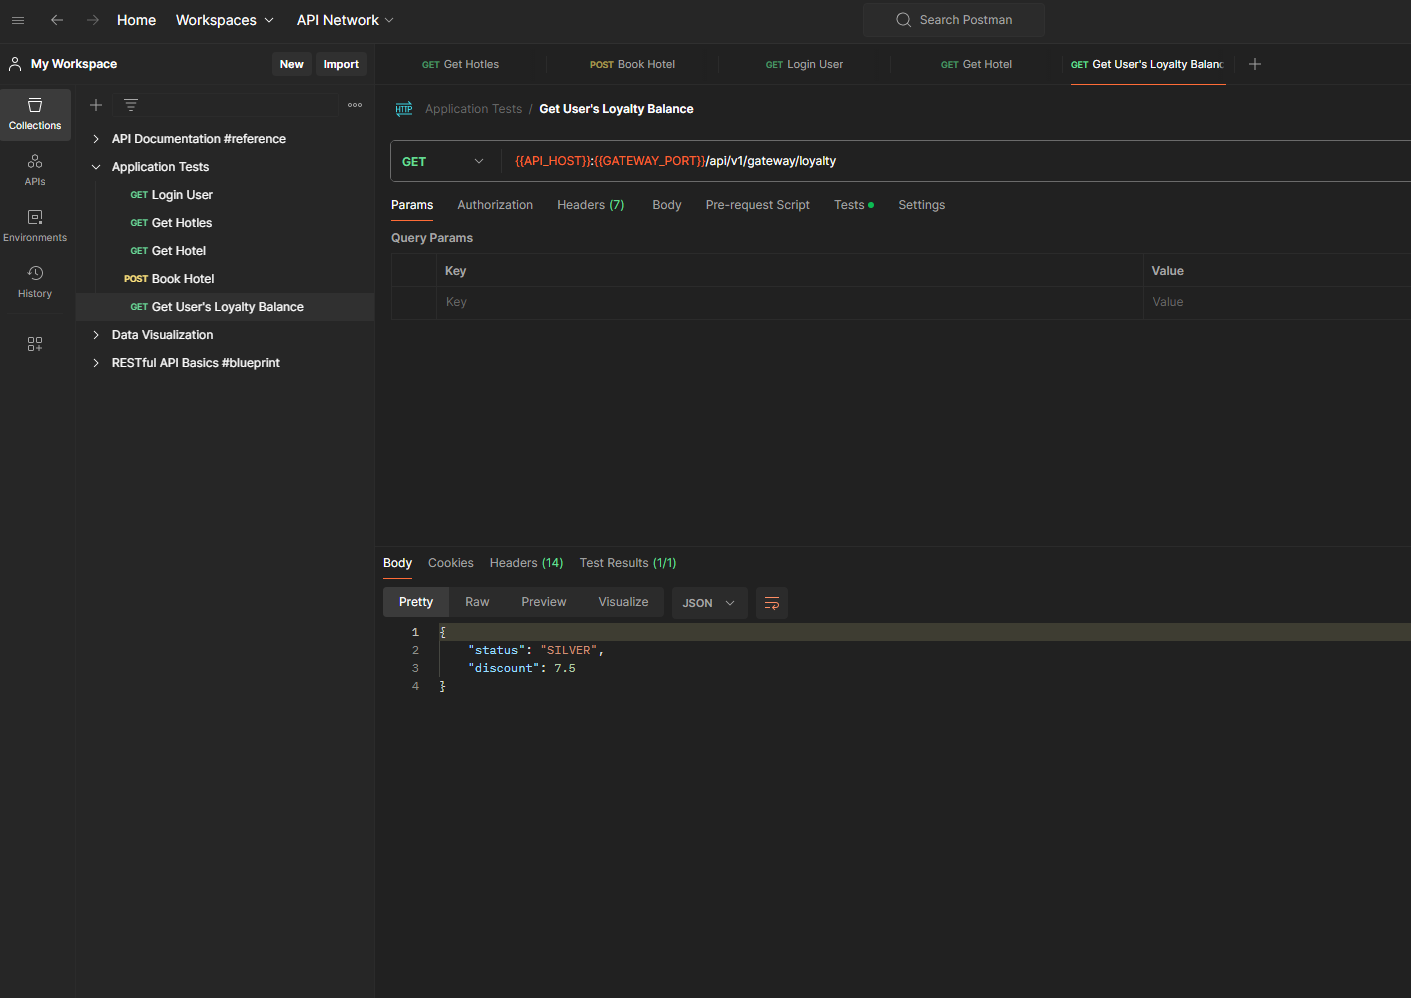 Home Workspaces API Network Search Postman
My Workspace New Import
GET Get Hotles POST Book Hotel GET Login User GET Get Hotel GET Get User's Loyalty Balanc
Collections
APIs
Environments
History
API Documentation #reference
Application Tests
GET Login User
GET Get Hotles
GET Get Hotel
POST Book Hotel
GET Get User's Loyalty Balance
Data Visualization
RESTful API Basics #blueprint
HTTP Application Tests / Get User's Loyalty Balance
GET {{API_HOST}}:{{GATEWAY_PORT}}/api/v1/gateway/loyalty
Params Authorization Headers (7) Body Pre-request Script Tests Settings
Query Params
Key Value
Key Value
Body Cookies Headers (14) Test Results (1/1)
Pretty Raw Preview Visualize JSON
1 {
2 "status": "SILVER",
3 "discount": 7.5
4 }